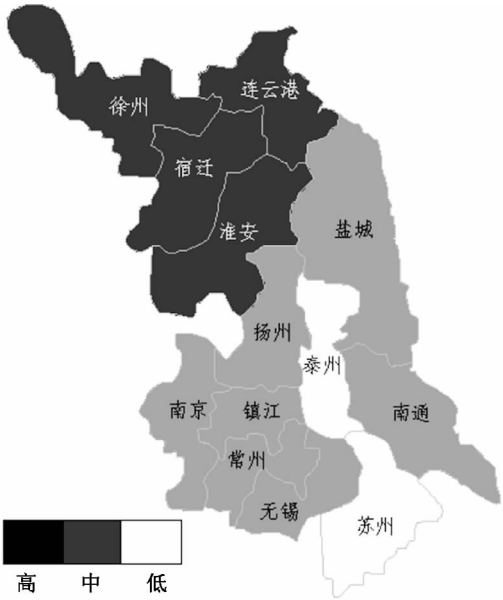 连云港
徐州
宿迁
淮安
盐城
扬州
泰州
南京
镇江
南通
常州
无锡
苏州
高 中 低